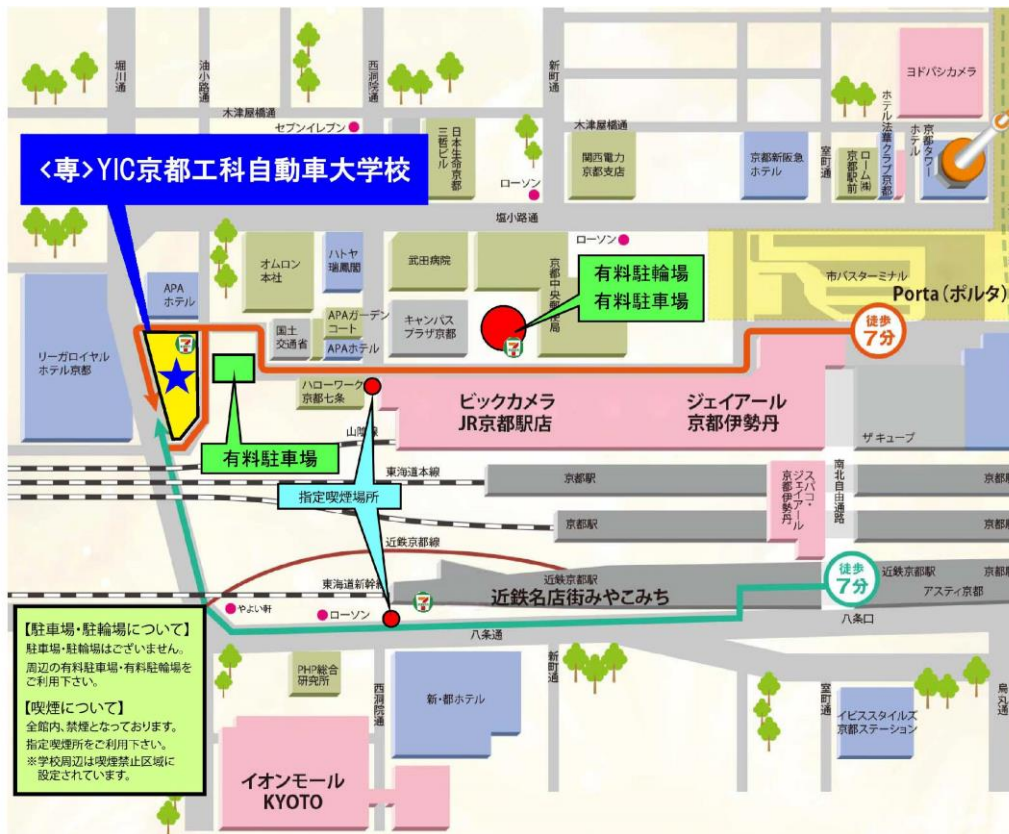 堀川通
油小路通
西洞院通
新町通
ヨドバシカメラ
木津屋橋通
セブンイレブン
木津屋橋通
日本生命京都
三哲ビル
ローソン
関西電力
京都支店
京都新阪急
ホテル
室町通
ローム㈱
京都駅前
ホテル法華クラブ京都
京都タワー
ホテル
<専>YIC京都工科自動車大学校
塩小路通
APA
ホテル
オムロン
本社
ハトヤ
瑞鳳閣
武田病院
京都中央郵便局
ローソン
有料駐輪場
有料駐車場
市バスターミナル
Porta(ポルタ)
徒歩
7分
リーガロイヤル
ホテル京都
国土
交通省
APAガーデン
コート
APAホテル
キャンパス
プラザ京都
ハローワーク
京都七条
ビックカメラ
JR京都駅店
ジェイアール
京都伊勢丹
ザ キューブ
有料駐車場
山陰線
東海道本線
指定喫煙場所
京都駅
スバコ・
ジェイアール
京都伊勢丹
南北自由通路
京都駅
近鉄京都線
東海道新幹線
近鉄京都駅
近鉄名店街みやこみち
徒歩
7分
近鉄京都駅
アスティ京都
やよい軒
ローソン
八条通
八条口
【駐車場・駐輪場について】
駐車場・駐輪場はございません。
周辺の有料駐車場・有料駐輪場を
ご利用下さい。
【喫煙について】
全館内、禁煙となっております。
指定喫煙所をご利用下さい。
※学校周辺は喫煙禁止区域に
設定されています。
PHP総合
研究所
西洞院通
新・都ホテル
新町通
室町通
イビススタイルズ
京都ステーション
烏丸通
イオンモール
KYOTO